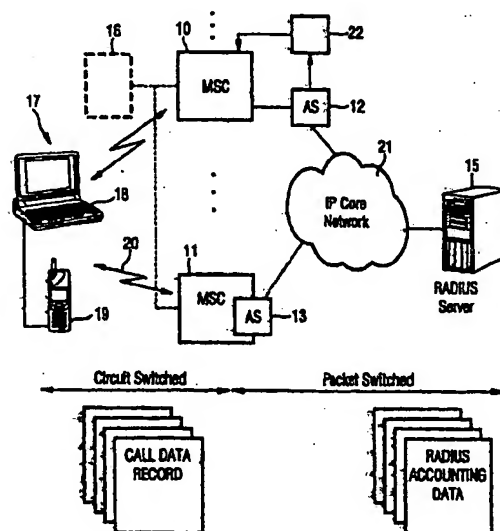 16
10
22
MSC
AS
12
17
21
15
IP Core
Network
18
20
11
MSC
AS
13
19
RADIUS
Server
Circuit Switched
Packet Switched
CALL DATA
RECORD
RADIUS
ACCOUNTING
DATA